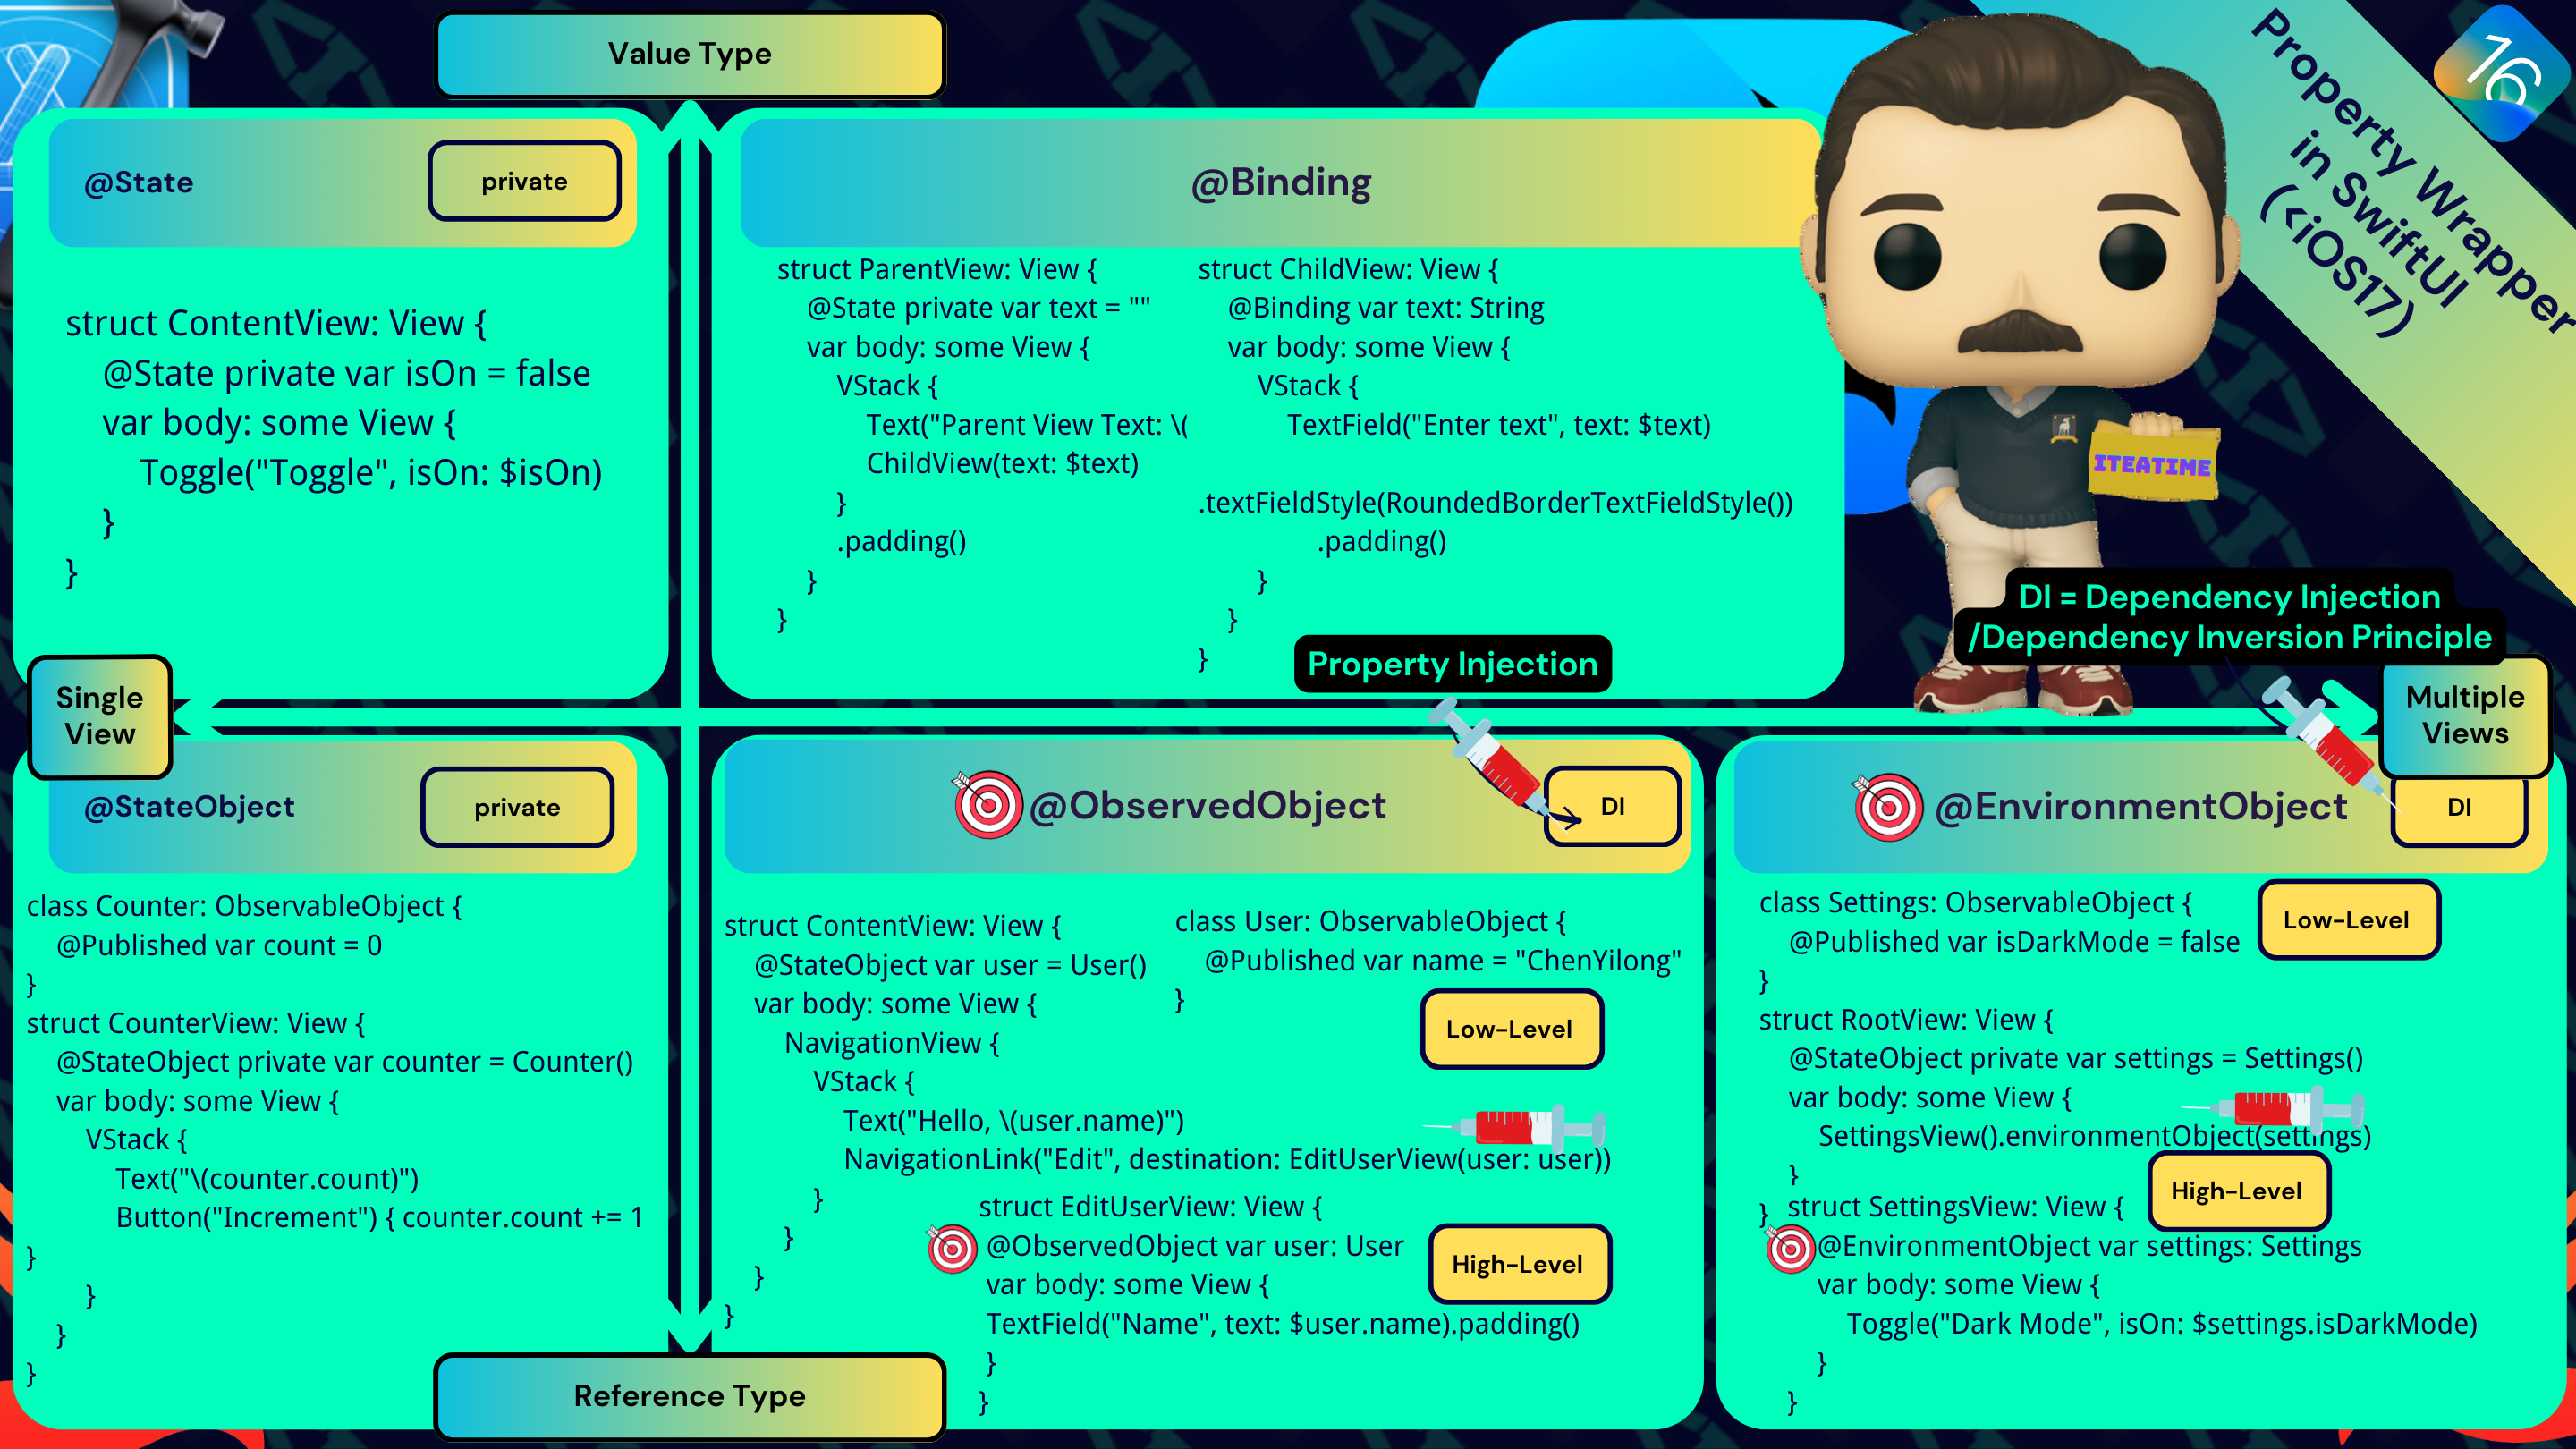 Value Type
Property Wrapper
in SwiftUI
(<iOS17)
16
@State
private
struct ContentView: View {
@State private var isOn = false
var body: some View {
Toggle("Toggle", isOn: $isOn)
}
}
@Binding
struct ParentView: View {
@State private var text = ""
var body: some View {
VStack {
Text("Parent View Text: \(
ChildView(text: $text)
}
.padding()
}
}
struct ChildView: View {
@Binding var text: String
var body: some View {
VStack {
TextField("Enter text", text: $text)
.textFieldStyle(RoundedBorderTextFieldStyle())
.padding()
}
}
}
ITEATIME
DI = Dependency Injection
/Dependency Inversion Principle
Property Injection
Single
View
Multiple
Views
@StateObject
private
class Counter: ObservableObject {
@Published var count = 0
}
struct CounterView: View {
@StateObject private var counter = Counter()
var body: some View {
VStack {
Text("\(counter.count)")
Button("Increment") { counter.count += 1
}
}
}
}
@ObservedObject
DI
struct ContentView: View {
@StateObject var user = User()
var body: some View {
NavigationView {
VStack {
Text("Hello, \(user.name)")
NavigationLink("Edit", destination: EditUserView(user: user))
}
}
}
}
class User: ObservableObject {
@Published var name = "ChenYilong"
}
Low-Level
struct EditUserView: View {
@ObservedObject var user: User
var body: some View {
TextField("Name", text: $user.name).padding()
}
}
High-Level
@EnvironmentObject
DI
class Settings: ObservableObject {
@Published var isDarkMode = false
}
Low-Level
struct RootView: View {
@StateObject private var settings = Settings()
var body: some View {
SettingsView().environmentObject(settings)
}
}
High-Level
struct SettingsView: View {
@EnvironmentObject var settings: Settings
var body: some View {
Toggle("Dark Mode", isOn: $settings.isDarkMode)
}
}
Reference Type